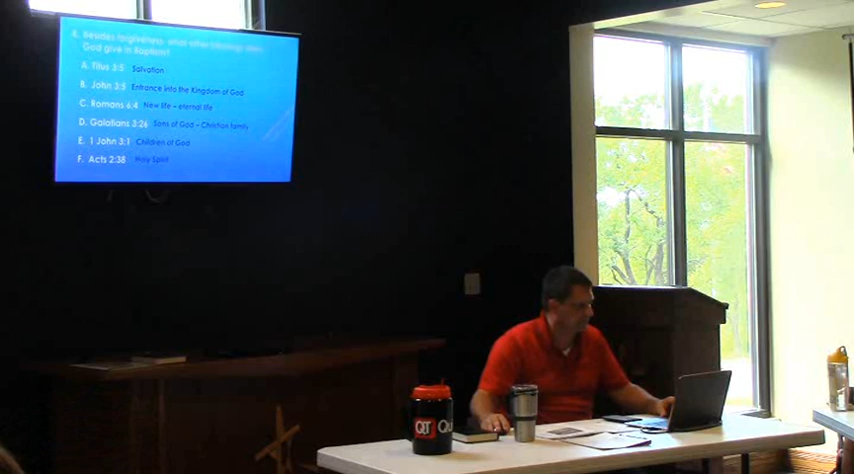 4. Besides forgiveness, what other blessings does
God give in Baptism?
A. Titus 3:5 Salvation
B. John 3:5 Entrance into the Kingdom of God
C. Romans 6:4 New life – eternal life
D. Galatians 3:26 Sons of God – Christian family
E. 1 John 3:1 Children of God
F. Acts 2:38 Holy Spirit
QT Qu